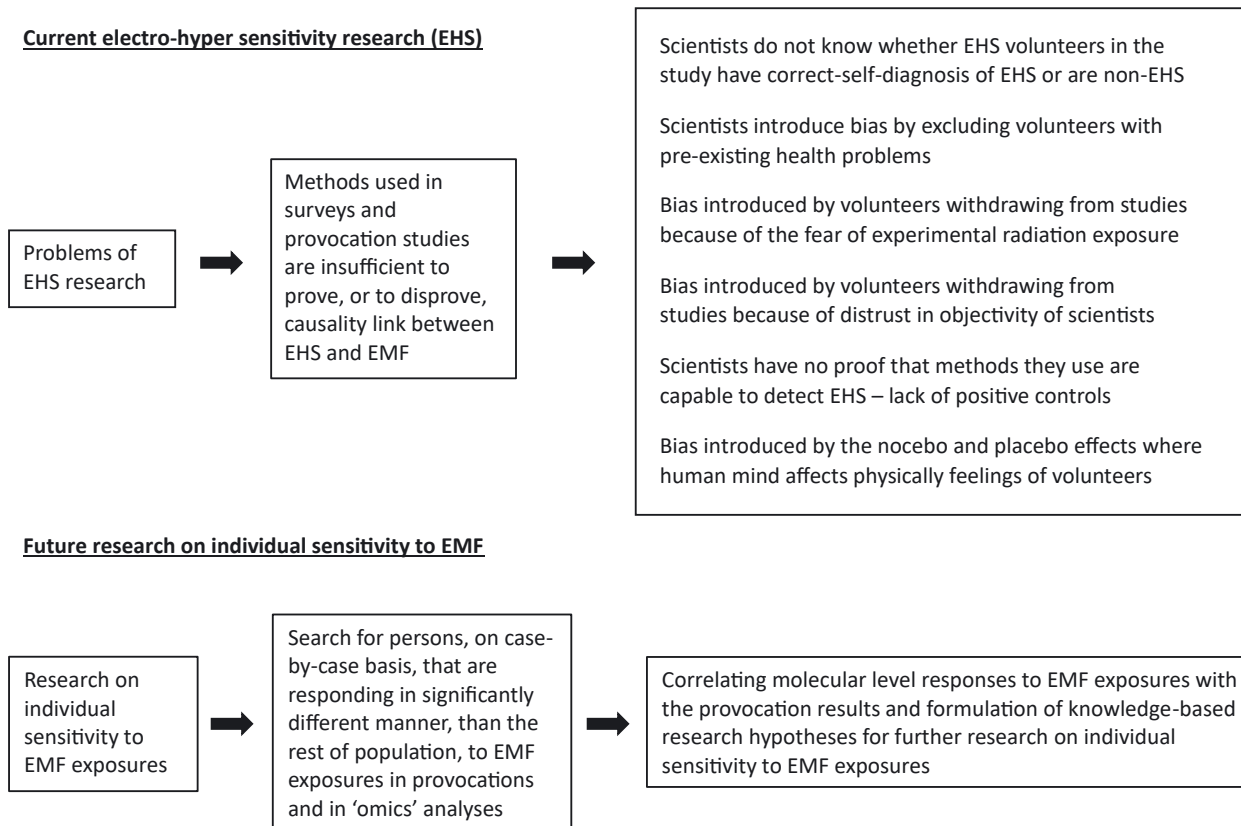 Current electro-hyper sensitivity research (EHS)
Problems of
EHS research
Methods used in
surveys and
provocation studies
are insufficient to
prove, or to disprove,
causality link between
EHS and EMF
Scientists do not know whether EHS volunteers in the
study have correct-self-diagnosis of EHS or are non-EHS
Scientists introduce bias by excluding volunteers with
pre-existing health problems
Bias introduced by volunteers withdrawing from studies
because of the fear of experimental radiation exposure
Bias introduced by volunteers withdrawing from
studies because of distrust in objectivity of scientists
Scientists have no proof that methods they use are
capable to detect EHS – lack of positive controls
Bias introduced by the nocebo and placebo effects where
human mind affects physically feelings of volunteers
Future research on individual sensitivity to EMF
Research on
individual
sensitivity to
EMF exposures
Search for persons, on case-
by-case basis, that are
responding in significantly
different manner, than the
rest of population, to EMF
exposures in provocations
and in ‘omics’ analyses
Correlating molecular level responses to EMF exposures with
the provocation results and formulation of knowledge-based
research hypotheses for further research on individual
sensitivity to EMF exposures